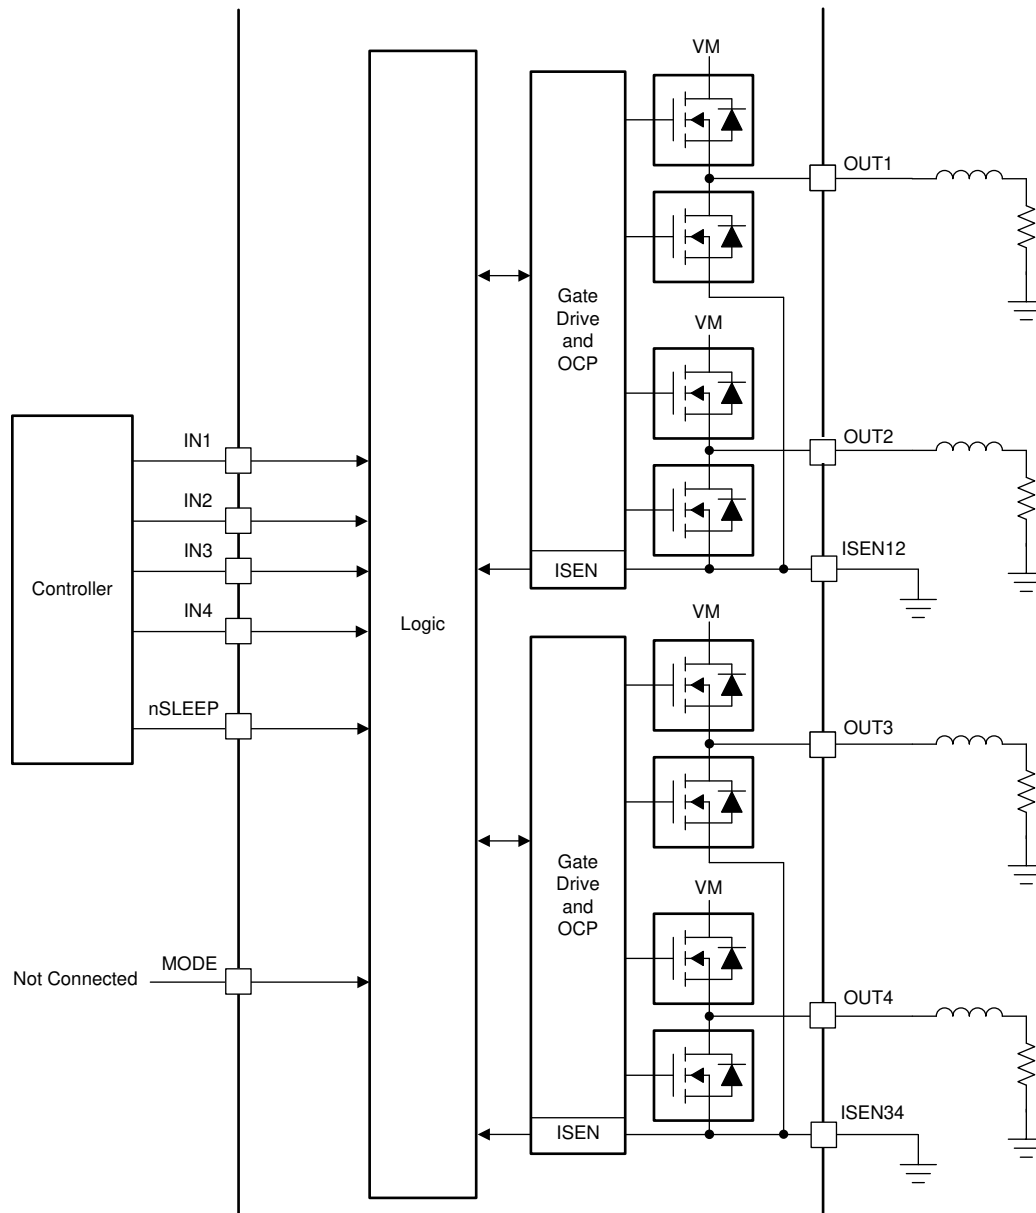 VM
OUT1
Gate
Drive
and
OCP
VM
OUT2
ISEN12
ISEN
IN1
IN2
IN3
IN4
nSLEEP
Controller
Logic
VM
OUT3
Gate
Drive
and
OCP
VM
OUT4
ISEN34
ISEN
Not Connected
MODE